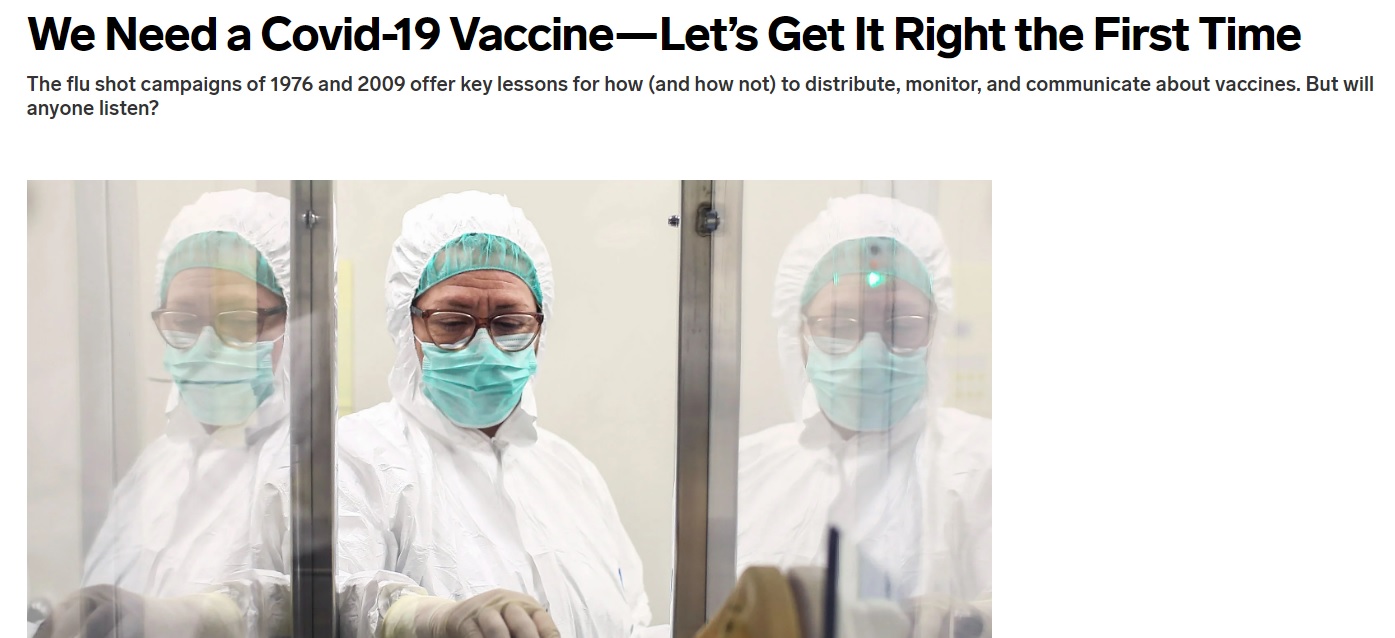 We Need a Covid-19 Vaccine—Let’s Get It Right the First Time
The flu shot campaigns of 1976 and 2009 offer key lessons for how (and how not) to distribute, monitor, and communicate about vaccines. But will
anyone listen?